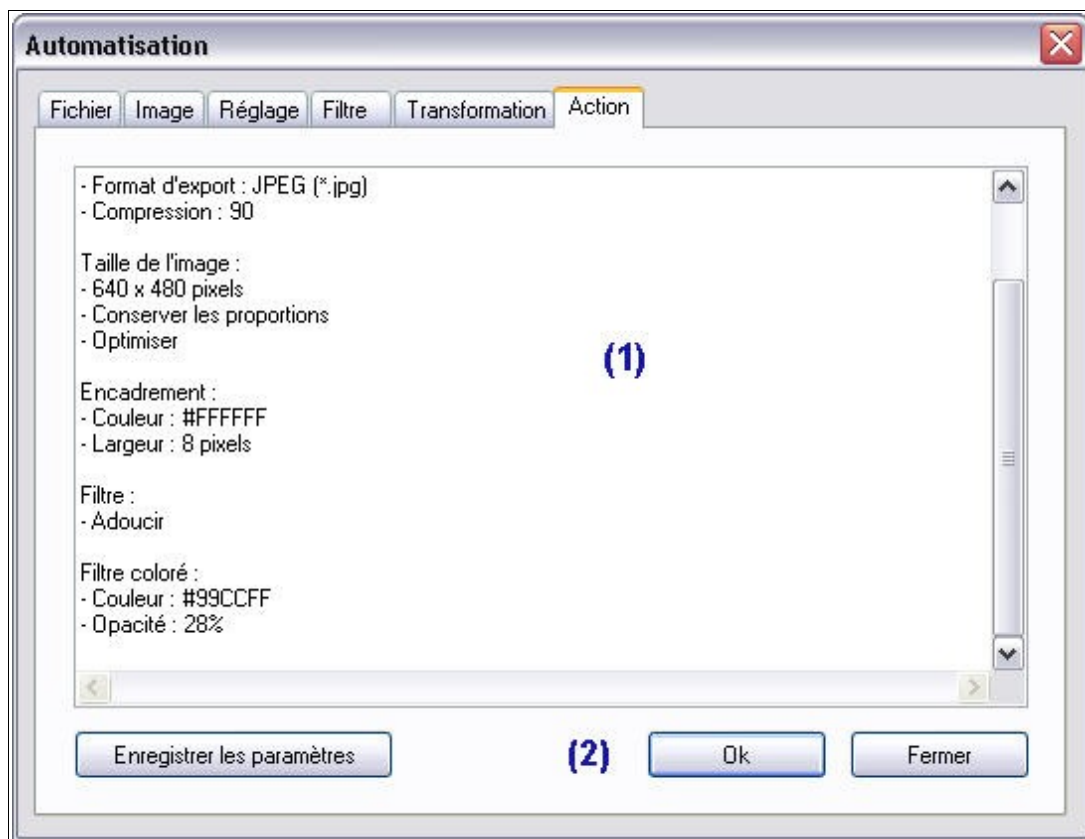 Automatisation
Fichier Image Réglage Filtre Transformation Action
- Format d'export : JPEG (*.jpg)
- Compression : 90
Taille de l'image :
- 640 x 480 pixels
- Conserver les proportions
- Optimiser
(1)
Encadrement :
- Couleur : #FFFFFF
- Largeur : 8 pixels
Filtre :
- Adoucir
Filtre coloré :
- Couleur : #99CCFF
- Opacité : 28%
Enregistrer les paramètres (2) Ok Fermer